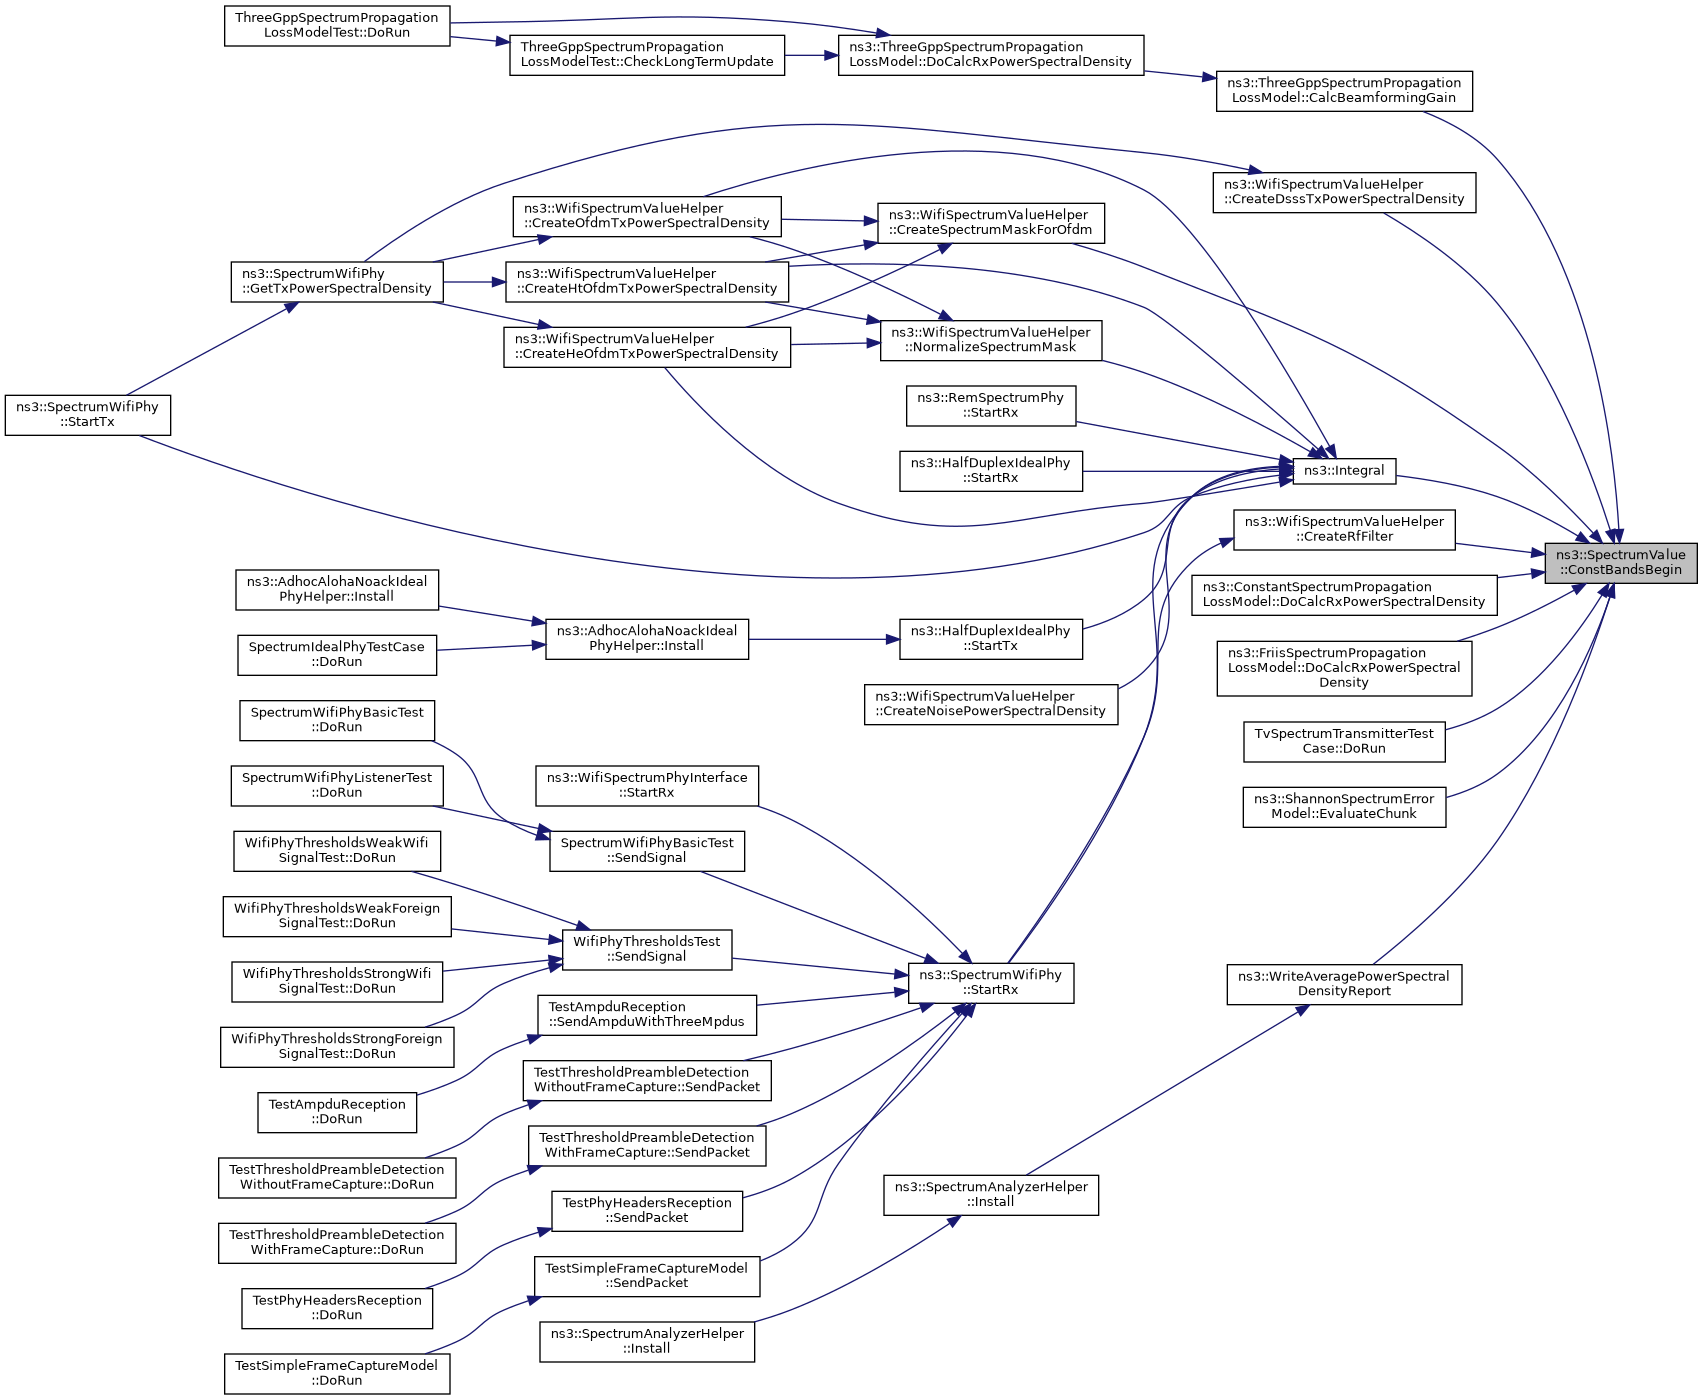 ThreeGppSpectrumPropagation
LossModelTest::DoRun
ThreeGppSpectrumPropagation
LossModelTest::CheckLongTermUpdate
ns3::ThreeGppSpectrumPropagation
LossModel::DoCalcRxPowerSpectralDensity
ns3::ThreeGppSpectrumPropagation
LossModel::CalcBeamformingGain
ns3::WifiSpectrumValueHelper
::CreateDsssTxPowerSpectralDensity
ns3::WifiSpectrumValueHelper
::CreateOfdmTxPowerSpectralDensity
ns3::WifiSpectrumValueHelper
::CreateSpectrumMaskForOfdm
ns3::SpectrumWifiPhy
::GetTxPowerSpectralDensity
ns3::WifiSpectrumValueHelper
::CreateHtOfdmTxPowerSpectralDensity
ns3::WifiSpectrumValueHelper
::CreateHeOfdmTxPowerSpectralDensity
ns3::WifiSpectrumValueHelper
::NormalizeSpectrumMask
ns3::SpectrumWifiPhy
::StartTx
ns3::RemSpectrumPhy
::StartRx
ns3::HalfDuplexIdealPhy
::StartRx
ns3::Integral
ns3::WifiSpectrumValueHelper
::CreateRfFilter
ns3::SpectrumValue
::ConstBandsBegin
ns3::ConstantSpectrumPropagation
LossModel::DoCalcRxPowerSpectralDensity
ns3::AdhocAlohaNoackIdeal
PhyHelper::Install
SpectrumIdealPhyTestCase
::DoRun
ns3::AdhocAlohaNoackIdeal
PhyHelper::Install
ns3::HalfDuplexIdealPhy
::StartTx
ns3::FriisSpectrumPropagation
LossModel::DoCalcRxPowerSpectral
Density
ns3::WifiSpectrumValueHelper
::CreateNoisePowerSpectralDensity
TvSpectrumTransmitterTest
Case::DoRun
ns3::ShannonSpectrumError
Model::EvaluateChunk
SpectrumWifiPhyBasicTest
::DoRun
SpectrumWifiPhyListenerTest
::DoRun
ns3::WifiSpectrumPhyInterface
::StartRx
SpectrumWifiPhyBasicTest
::SendSignal
WifiPhyThresholdsWeakWifi
SignalTest::DoRun
WifiPhyThresholdsWeakForeign
SignalTest::DoRun
WifiPhyThresholdsTest
::SendSignal
WifiPhyThresholdsStrongWifi
SignalTest::DoRun
ns3::SpectrumWifiPhy
::StartRx
ns3::WriteAveragePowerSpectral
DensityReport
WifiPhyThresholdsStrongForeign
SignalTest::DoRun
TestAmpduReception
::SendAmpduWithThreeMpdus
TestAmpduReception
::DoRun
TestThresholdPreambleDetection
WithoutFrameCapture::SendPacket
TestThresholdPreambleDetection
WithoutFrameCapture::DoRun
TestThresholdPreambleDetection
WithFrameCapture::SendPacket
TestThresholdPreambleDetection
WithFrameCapture::DoRun
TestPhyHeadersReception
::SendPacket
ns3::SpectrumAnalyzerHelper
::Install
TestPhyHeadersReception
::DoRun
TestSimpleFrameCaptureModel
::SendPacket
TestSimpleFrameCaptureModel
::DoRun
ns3::SpectrumAnalyzerHelper
::Install